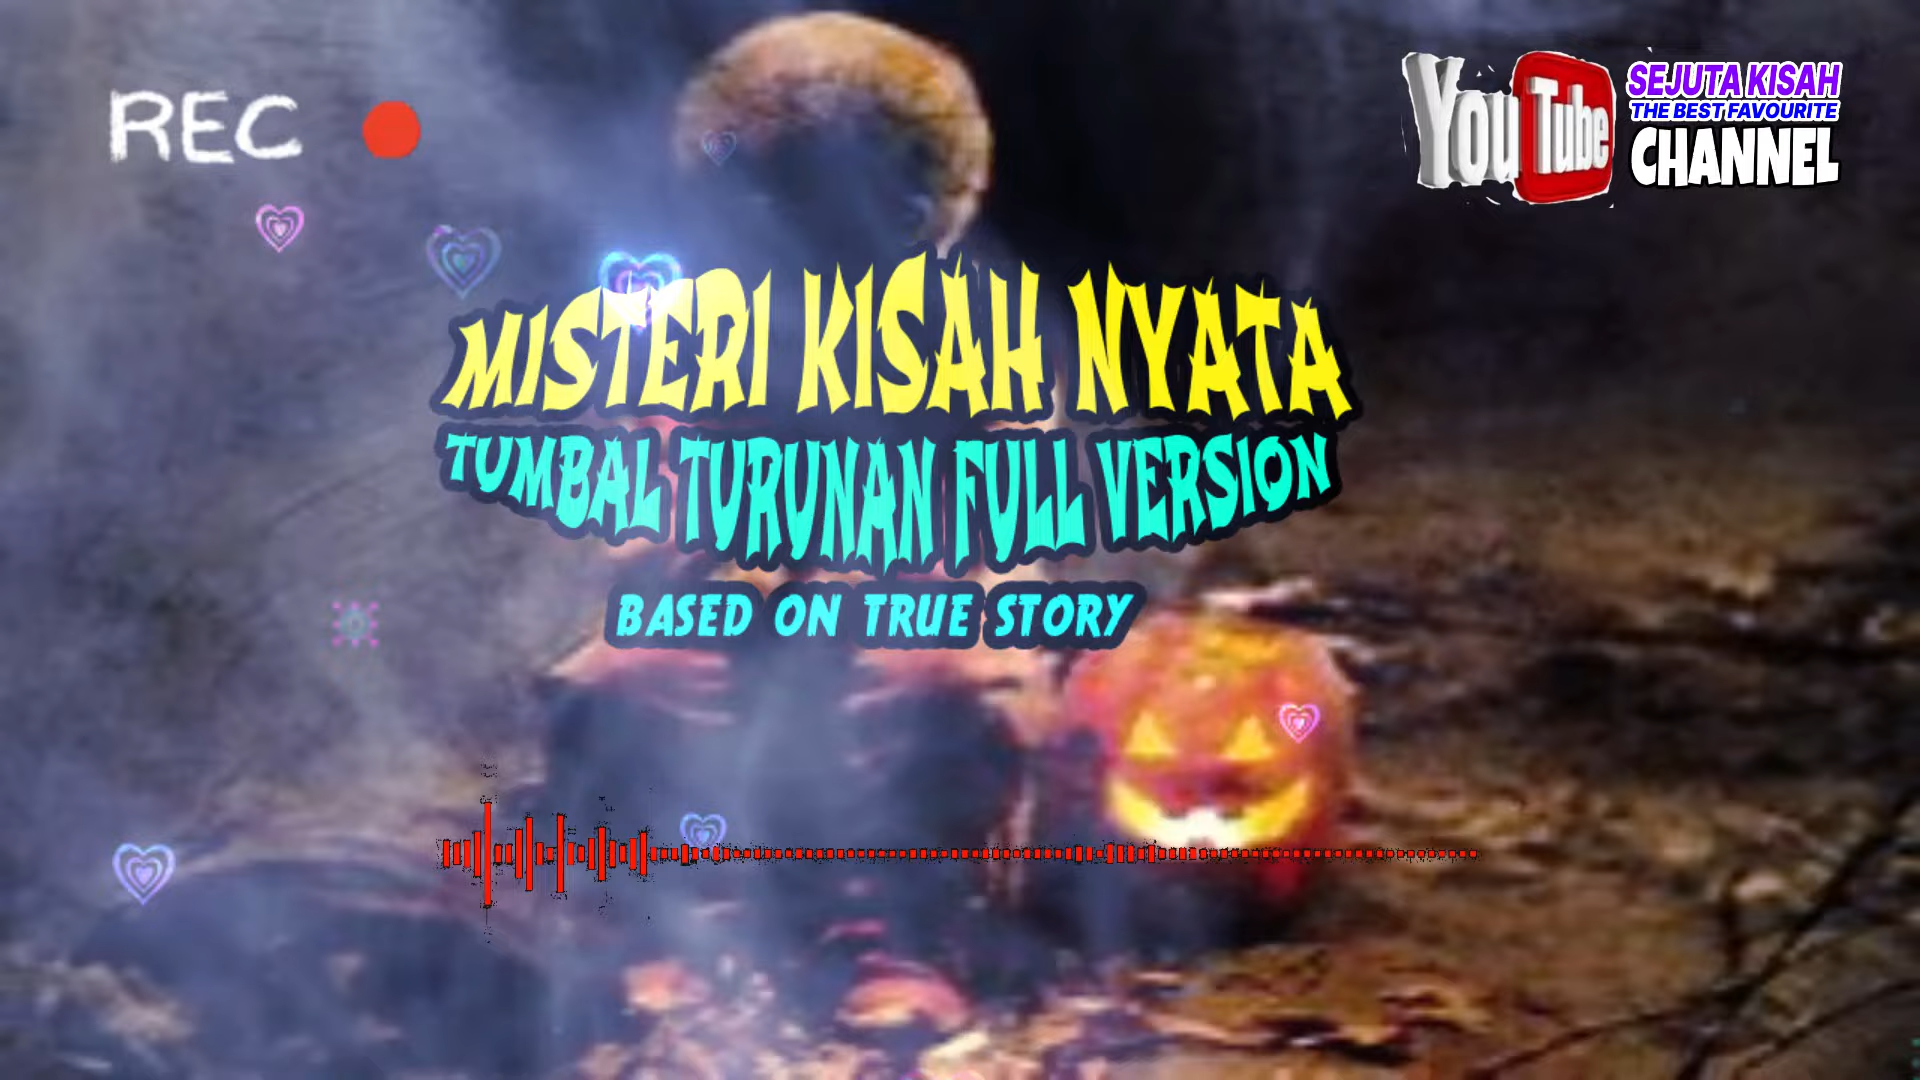 REC
YouTube
SEJUTA KISAH
THE BEST FAVOURITE
CHANNEL
MISTERI KISAH NYATA
TUMBAL TURUNAN FULL VERSION
BASED ON TRUE STORY